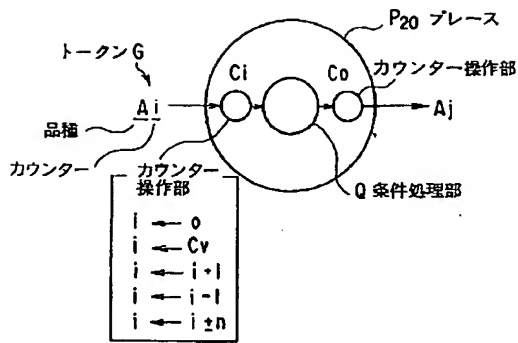 トークン G
P20 プレース
Ci
Co
カウンター操作部
Ai
Aj
品種
カウンター
カウンター
操作部
Q 条件処理部
i ← o
i ← Cv
i ← i+1
i ← i-1
i ← i±n